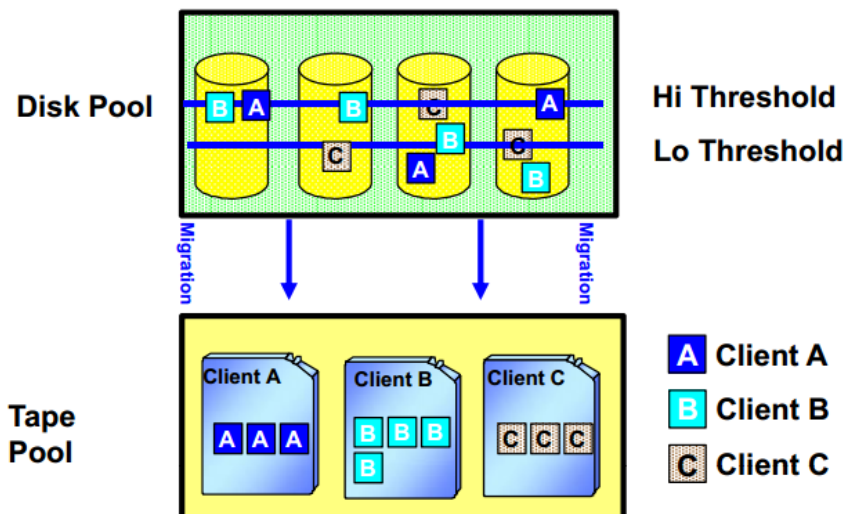 Disk Pool
B
A
B
C
A
Hi Threshold
C
B
A
C
B
Lo Threshold
Migration
Migration
Tape
Pool
Client A
A A A
Client B
B B B
B
Client C
C C C
A Client A
B Client B
C Client C